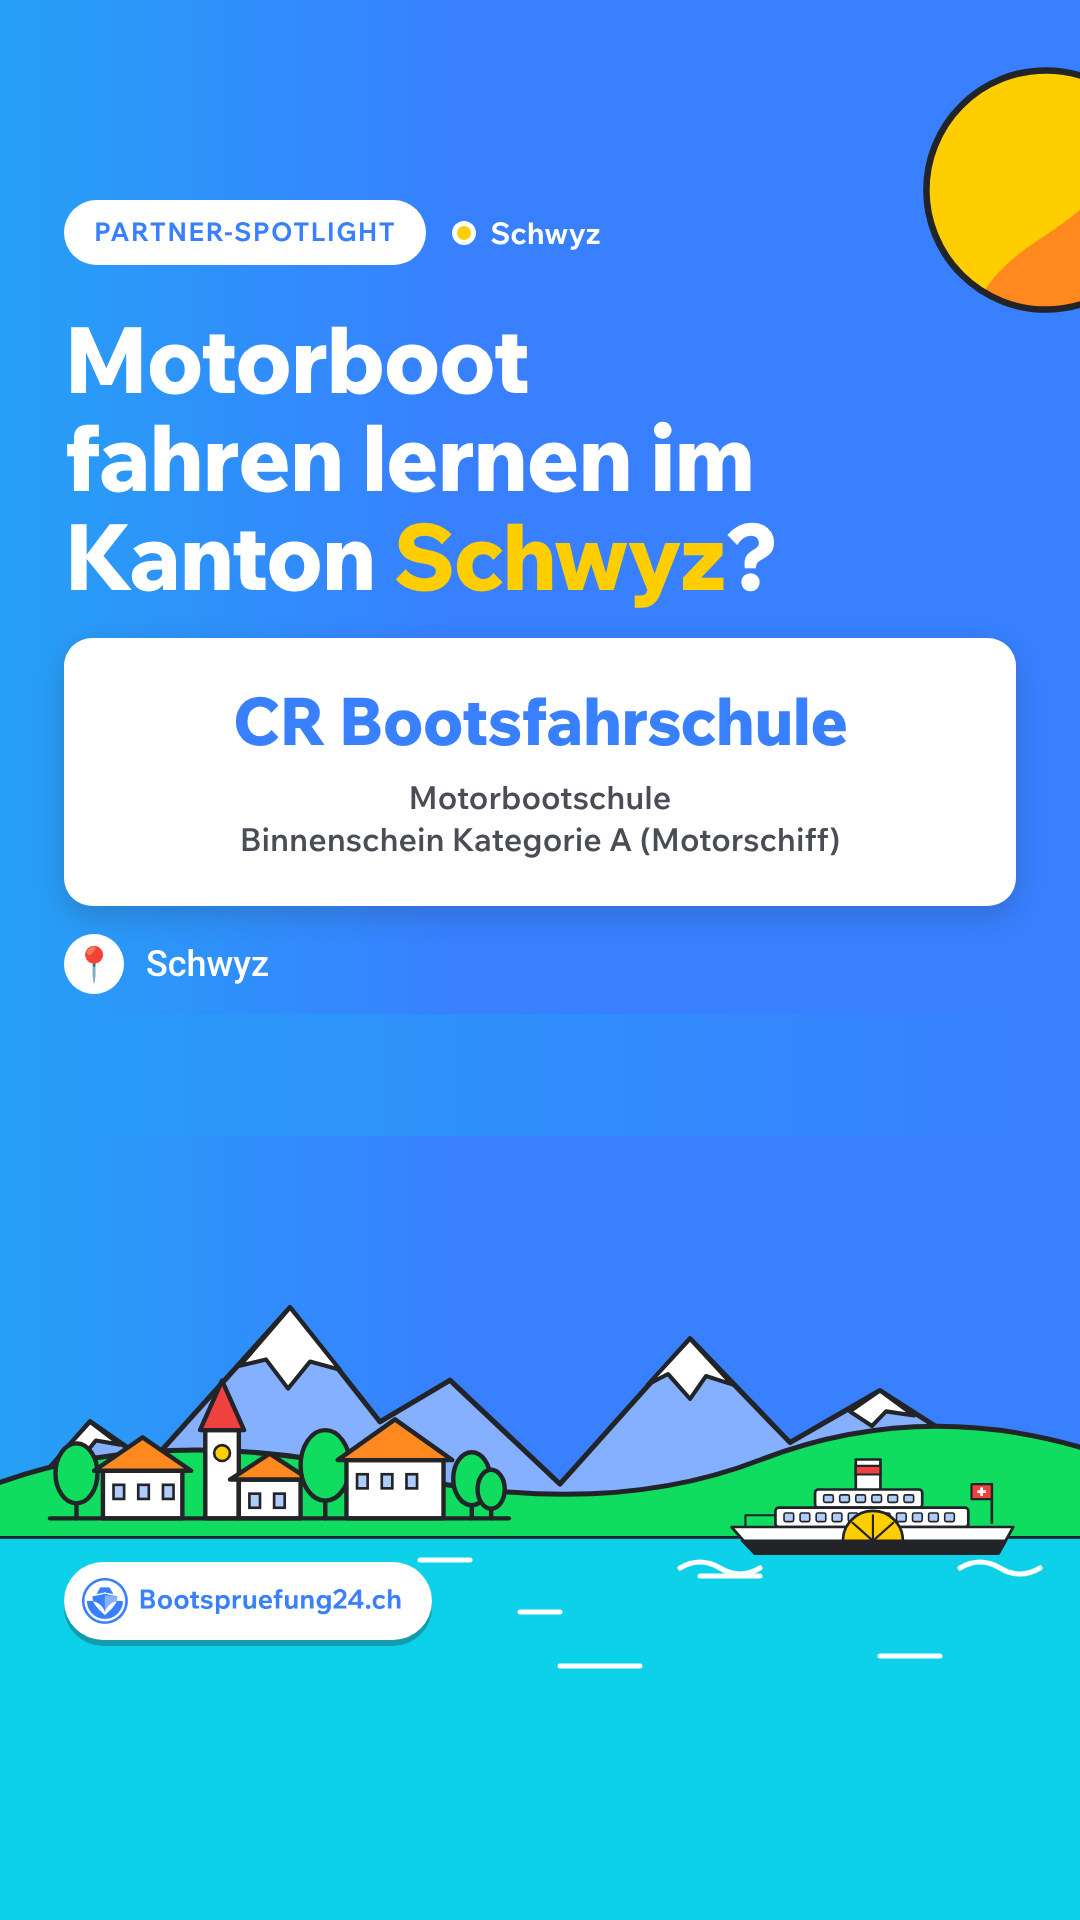 PARTNER-SPOTLIGHT
Schwyz
Motorboot
fahren lernen im
Kanton Schwyz?
CR Bootsfahrschule
Motorbootschule
Binnenschein Kategorie A (Motorschiff)
Schwyz
Bootspruefung24.ch